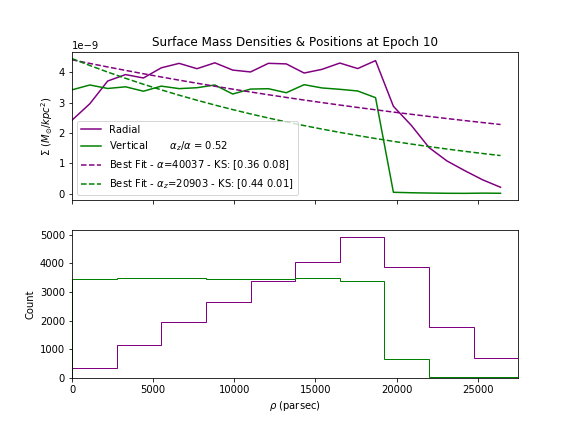 Surface Mass Densities & Positions at Epoch 10
1e−9
4
3
2
1
0
Σ (M⊙/kpc²)
Radial
Vertical αz/α = 0.52
Best Fit - α=40037 - KS: [0.36 0.08]
Best Fit - αz=20903 - KS: [0.44 0.01]
5000
4000
3000
2000
1000
0
Count
0 5000 10000 15000 20000 25000
ρ (parsec)